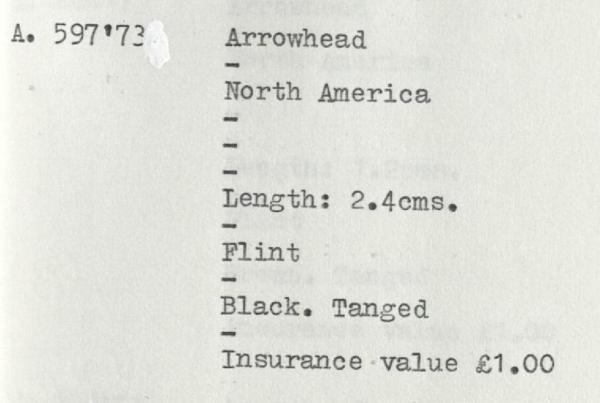 A. 597'73 Arrowhead
-
North America
-
-
-
Length: 2.4cms.
-
Flint
-
Black. Tanged
-
Insurance value £1.00